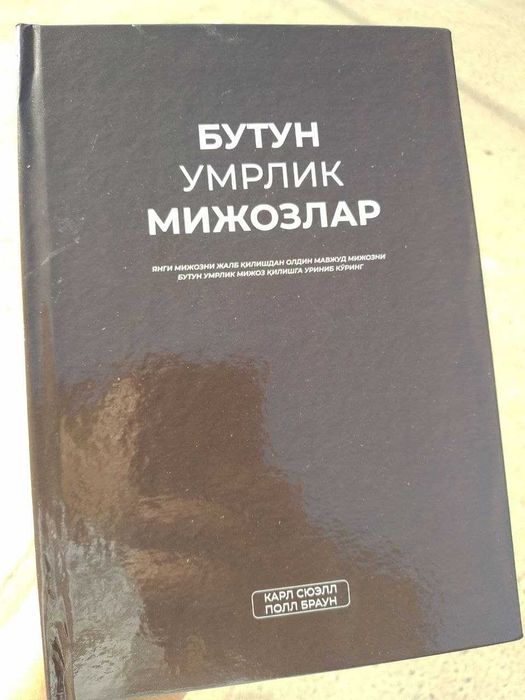 БУТУН
УМРЛИК
МИЖОЗЛАР
ЯНГИ МИЖОЗНИ ЖАЛБ ҚИЛИШДАН ОЛДИН МАВЖУД МИЖОЗНИ
БУТУН УМРЛИК МИЖОЗ ҚИЛИШГА УРИНИБ КЎРИНГ
КАРЛ СЮЭЛЛ
ПОЛЛ БРАУН